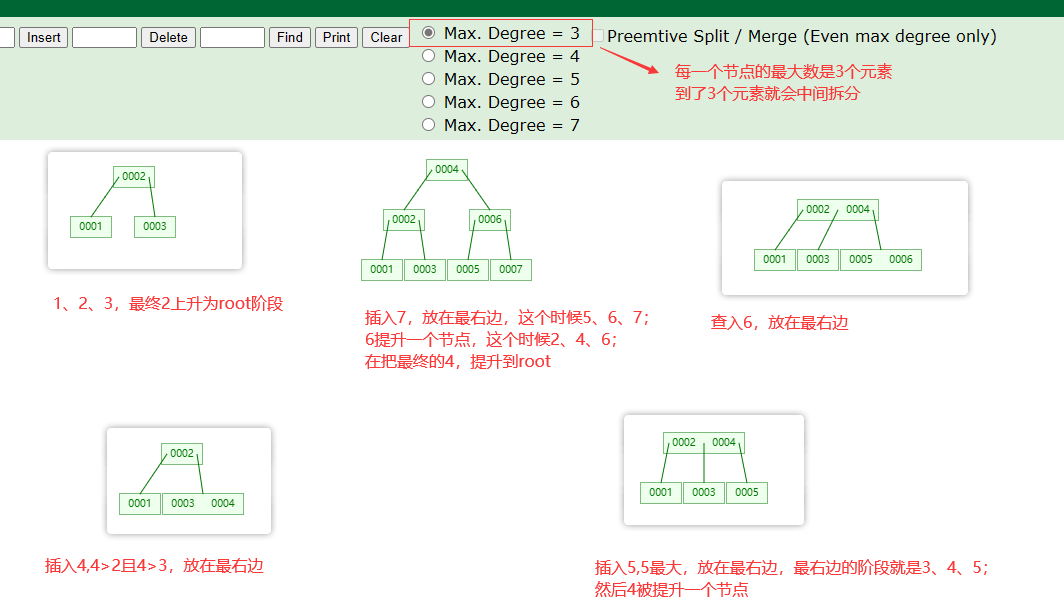 Insert Delete Find Print Clear
Max. Degree = 3
Preemtive Split / Merge (Even max degree only)
Max. Degree = 4
Max. Degree = 5
Max. Degree = 6
Max. Degree = 7
每一个节点的最大数是3个元素
到了3个元素就会中间拆分
0002
0001 0003
1、2、3，最终2上升为root阶段
0004
0002 0006
0001 0003 0005 0007
插入7，放在最右边，这个时候5、6、7；
6提升一个节点，这个时候2、4、6；
在把最终的4，提升到root
0002 0004
0001 0003 0005 0006
查入6，放在最右边
0002
0001 0003 0004
插入4,4>2且4>3，放在最右边
0002 0004
0001 0003 0005
插入5,5最大，放在最右边，最右边的阶段就是3、4、5；
然后4被提升一个节点